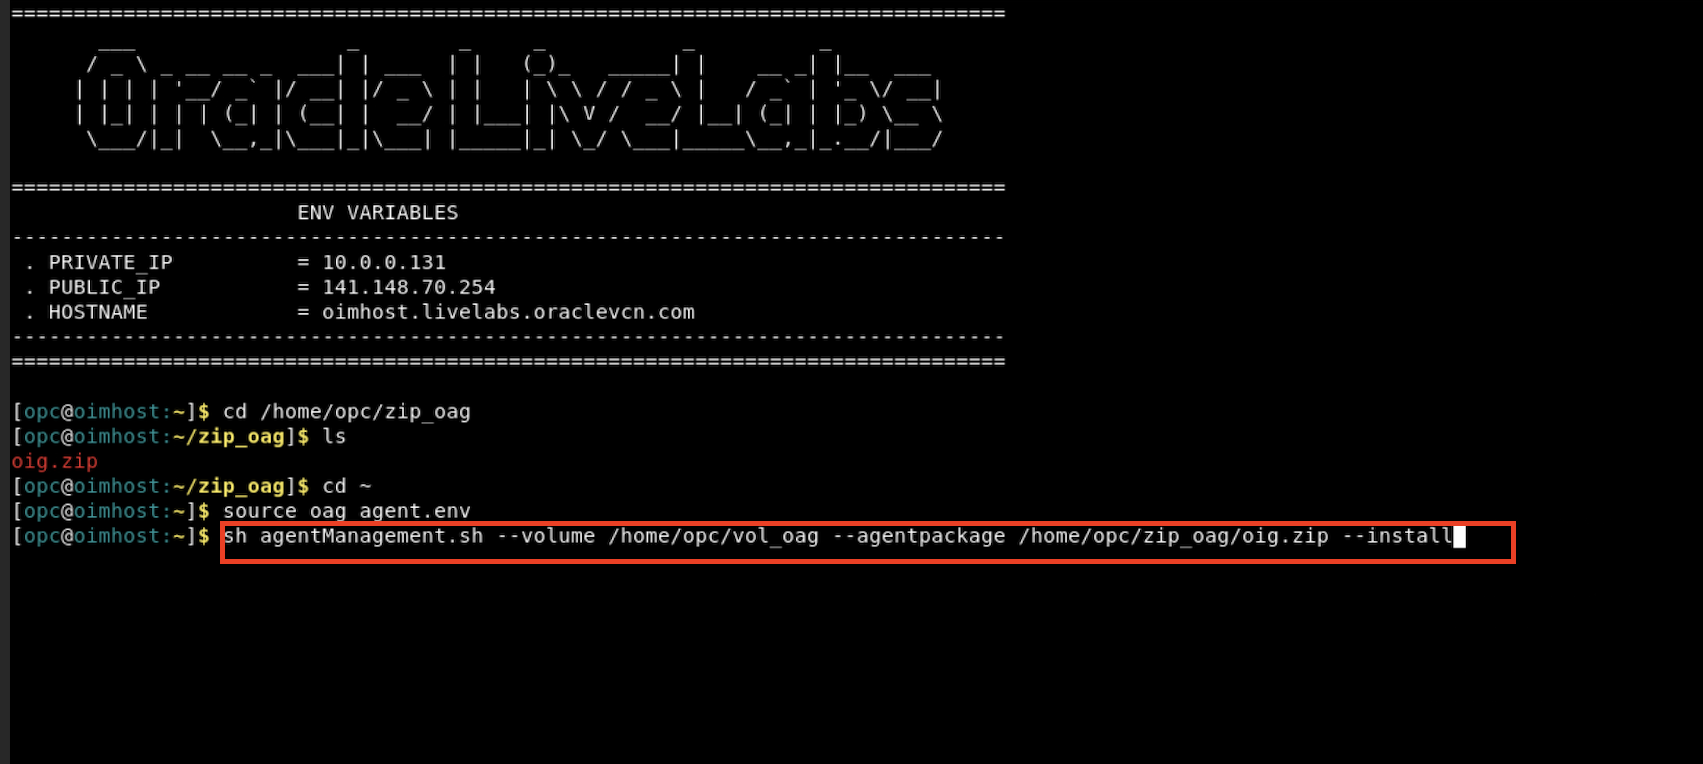 Oracle LiveLabs
ENV VARIABLES
. PRIVATE_IP = 10.0.0.131
. PUBLIC_IP = 141.148.70.254
. HOSTNAME = oimhost.livelabs.oraclevcn.com
[opc@oimhost:~]$ cd /home/opc/zip_oag
[opc@oimhost:~/zip_oag]$ ls
oig.zip
[opc@oimhost:~/zip_oag]$ cd ~
[opc@oimhost:~]$ source oag_agent.env
[opc@oimhost:~]$ sh agentManagement.sh --volume /home/opc/vol_oag --agentpackage /home/opc/zip_oag/oig.zip --install